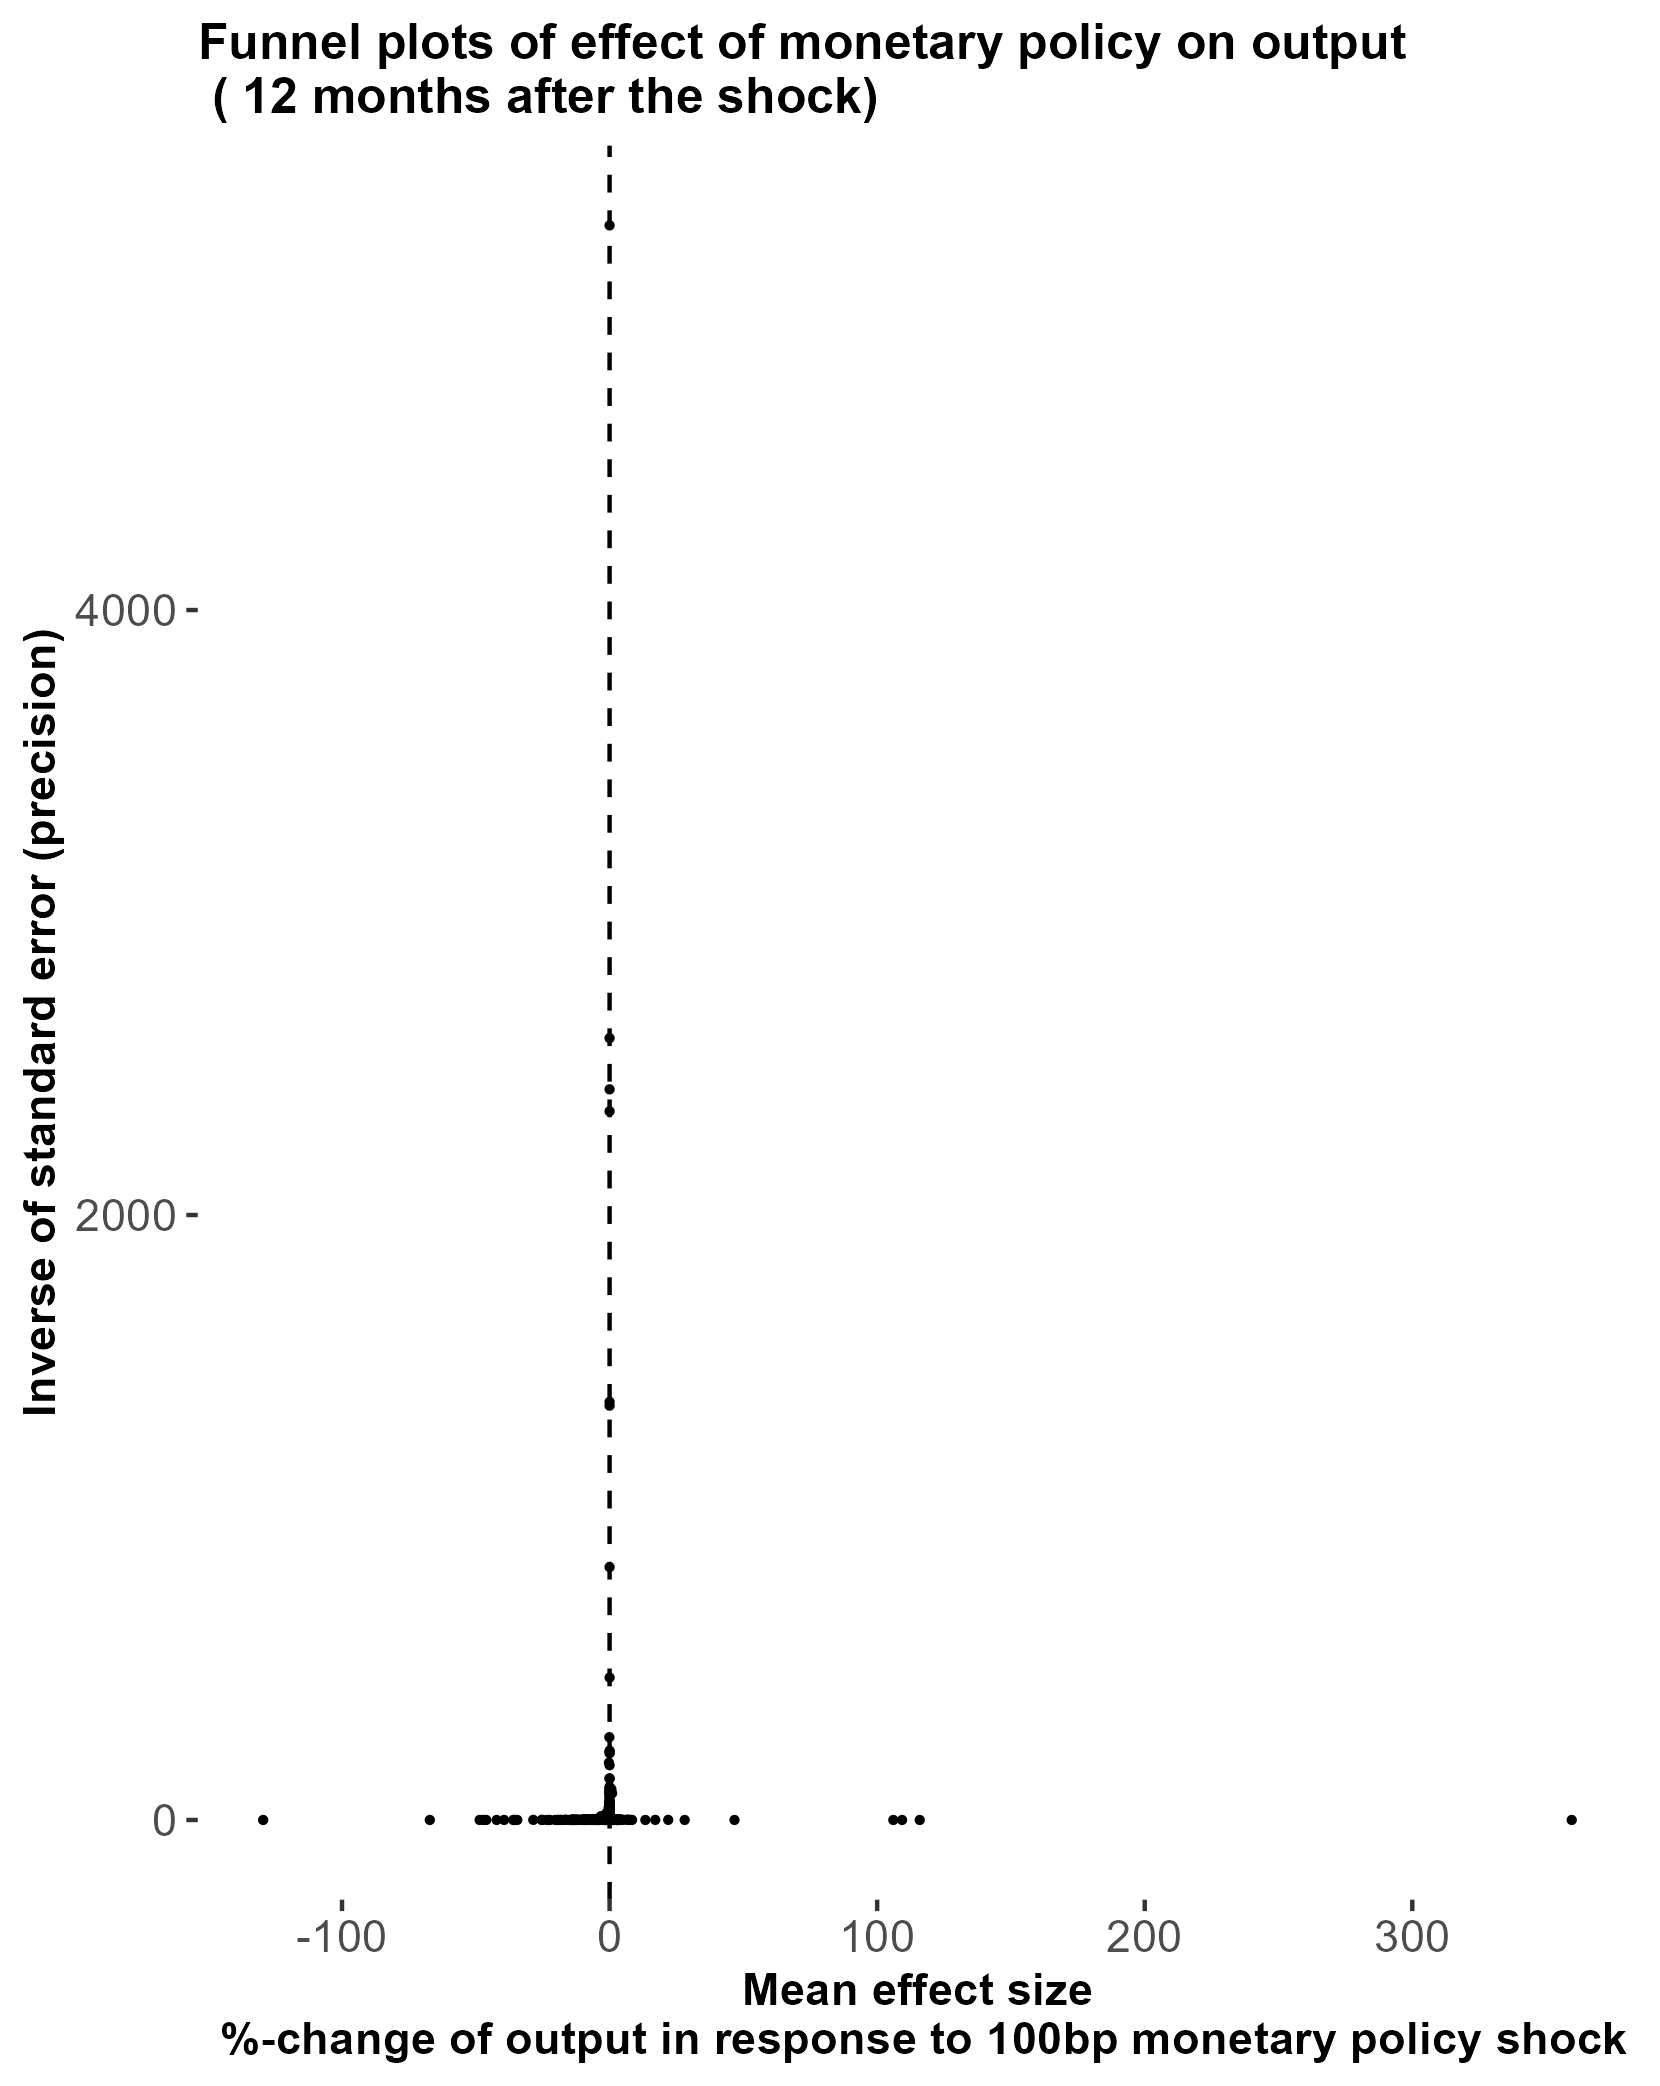 Funnel plots of effect of monetary policy on output
( 12 months after the shock)
Inverse of standard error (precision)
4000
2000
0
-100
0
100
200
300
Mean effect size
%-change of output in response to 100bp monetary policy shock